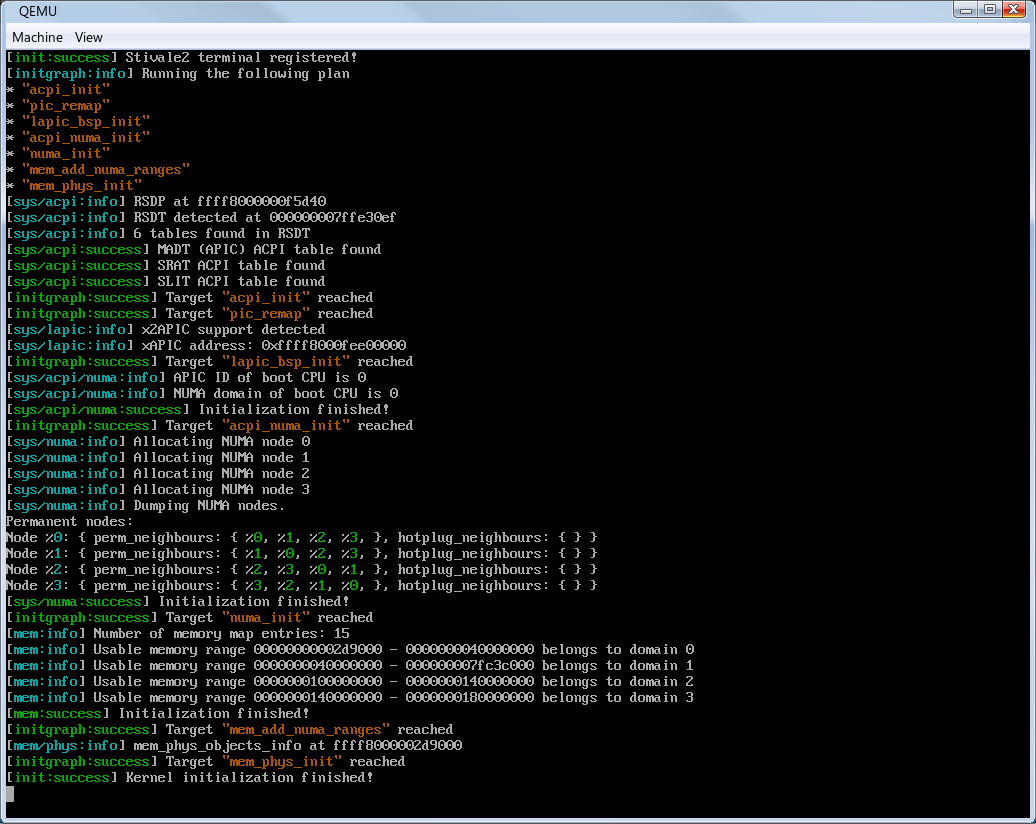 QEMU
Machine View
[init:success] Stivale2 terminal registered!
[initgraph:info] Running the following plan
* "acpi_init"
* "pic_remap"
* "lapic_bsp_init"
* "acpi_numa_init"
* "numa_init"
* "mem_add_numa_ranges"
* "mem_phys_init"
[sys/acpi:info] RSDP at ffff8000000f5d40
[sys/acpi:info] RSDT detected at 000000007ffe30ef
[sys/acpi:info] 6 tables found in RSDT
[sys/acpi:success] MADT (APIC) ACPI table found
[sys/acpi:success] SRAT ACPI table found
[sys/acpi:success] SLIT ACPI table found
[initgraph:success] Target "acpi_init" reached
[initgraph:success] Target "pic_remap" reached
[sys/lapic:info] x2APIC support detected
[sys/lapic:info] xAPIC address: 0xffff8000fee00000
[initgraph:success] Target "lapic_bsp_init" reached
[sys/acpi/numa:info] APIC ID of boot CPU is 0
[sys/acpi/numa:info] NUMA domain of boot CPU is 0
[sys/acpi/numa:success] Initialization finished!
[initgraph:success] Target "acpi_numa_init" reached
[sys/numa:info] Allocating NUMA node 0
[sys/numa:info] Allocating NUMA node 1
[sys/numa:info] Allocating NUMA node 2
[sys/numa:info] Allocating NUMA node 3
[sys/numa:info] Dumping NUMA nodes.
Permanent nodes:
Node %0: { perm_neighbours: { %0, %1, %2, %3, }, hotplug_neighbours: { } }
Node %1: { perm_neighbours: { %1, %0, %2, %3, }, hotplug_neighbours: { } }
Node %2: { perm_neighbours: { %2, %3, %0, %1, }, hotplug_neighbours: { } }
Node %3: { perm_neighbours: { %3, %2, %1, %0, }, hotplug_neighbours: { } }
[sys/numa:success] Initialization finished!
[initgraph:success] Target "numa_init" reached
[mem:info] Number of memory map entries: 15
[mem:info] Usable memory range 00000000002d9000 - 0000000040000000 belongs to domain 0
[mem:info] Usable memory range 0000000040000000 - 000000007fc3c000 belongs to domain 1
[mem:info] Usable memory range 0000000100000000 - 0000000140000000 belongs to domain 2
[mem:info] Usable memory range 0000000140000000 - 0000000180000000 belongs to domain 3
[mem:success] Initialization finished!
[initgraph:success] Target "mem_add_numa_ranges" reached
[mem/phys:info] mem_phys_objects_info at ffff8000002d9000
[initgraph:success] Target "mem_phys_init" reached
[init:success] Kernel initialization finished!